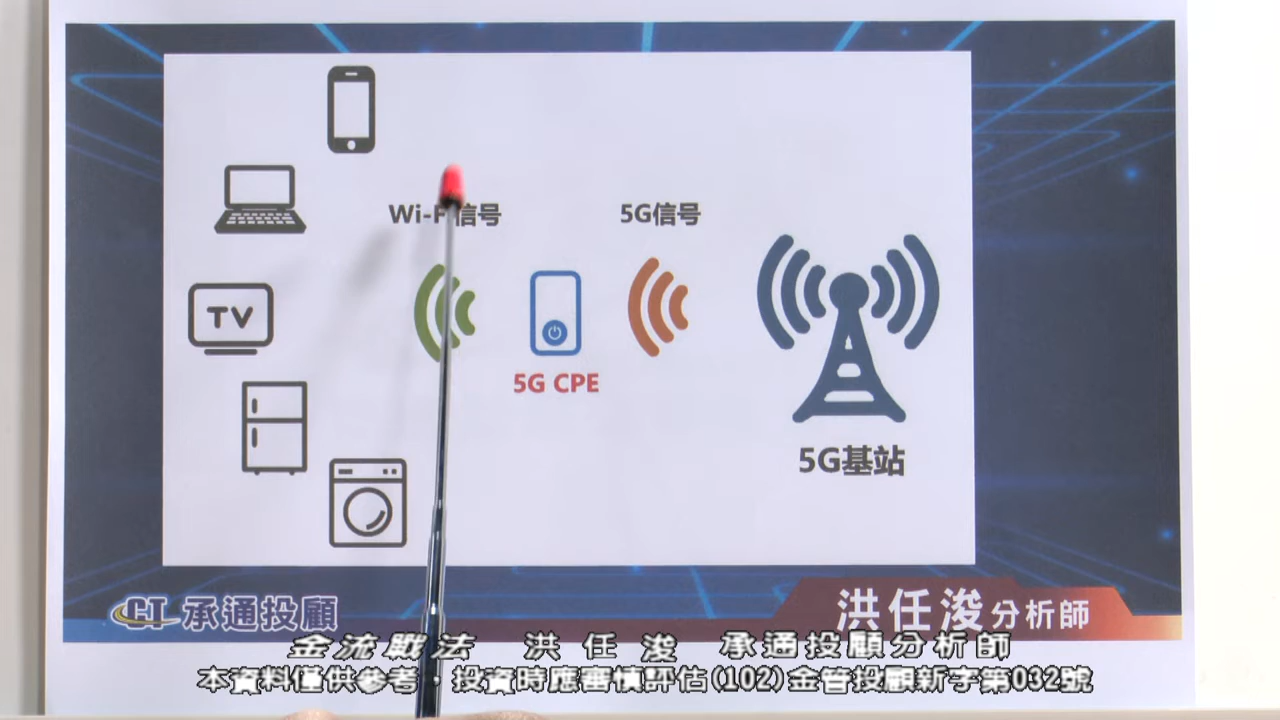 Wi-Fi信号
5G信号
TV
5G CPE
5G基站
CT 承通投顧
洪任浚 分析師
金流戰法 洪任浚 承通投顧分析師
本資料僅供參考，投資時應審慎評估(102)金管投顧新字第032號